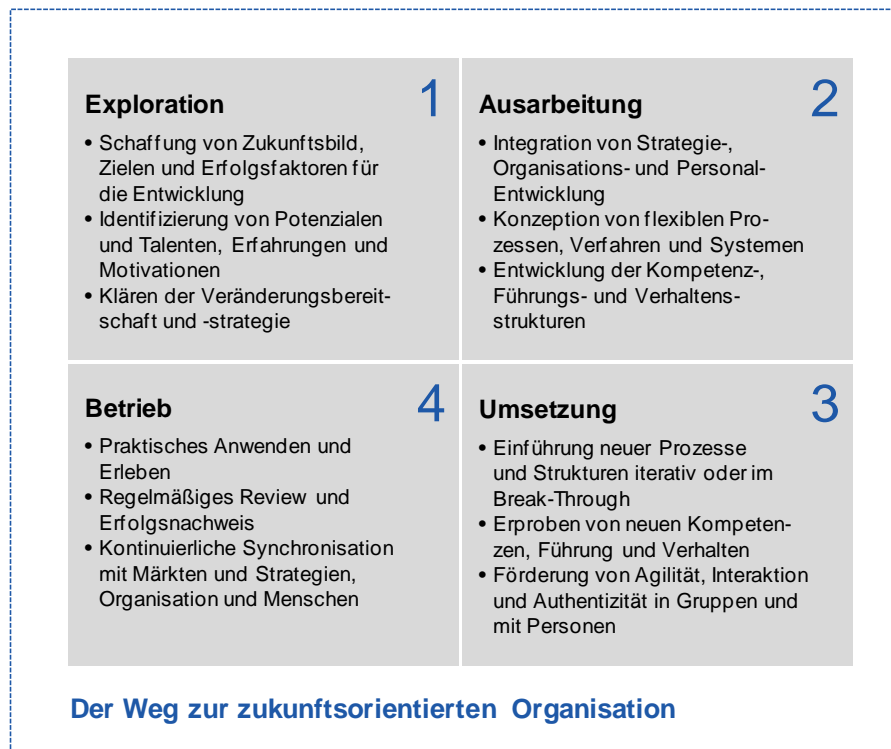 Exploration
1
• Schaffung von Zukunftsbild,
Zielen und Erfolgsfaktoren für
die Entwicklung
• Identifizierung von Potenzialen
und Talenten, Erfahrungen und
Motivationen
• Klären der Veränderungsbereit-
schaft und -strategie
Ausarbeitung
2
• Integration von Strategie-,
Organisations- und Personal-
Entwicklung
• Konzeption von flexiblen Pro-
zessen, Verfahren und Systemen
• Entwicklung der Kompetenz-,
Führungs- und Verhaltens-
strukturen
Umsetzung
3
• Einführung neuer Prozesse
und Strukturen iterativ oder im
Break-Through
• Erproben von neuen Kompeten-
zen, Führung und Verhalten
• Förderung von Agilität, Interaktion
und Authentizität in Gruppen und
mit Personen
Betrieb
4
• Praktisches Anwenden und
Erleben
• Regelmäßiges Review und
Erfolgsnachweis
• Kontinuierliche Synchronisation
mit Märkten und Strategien,
Organisation und Menschen
Der Weg zur zukunftsorientierten Organisation